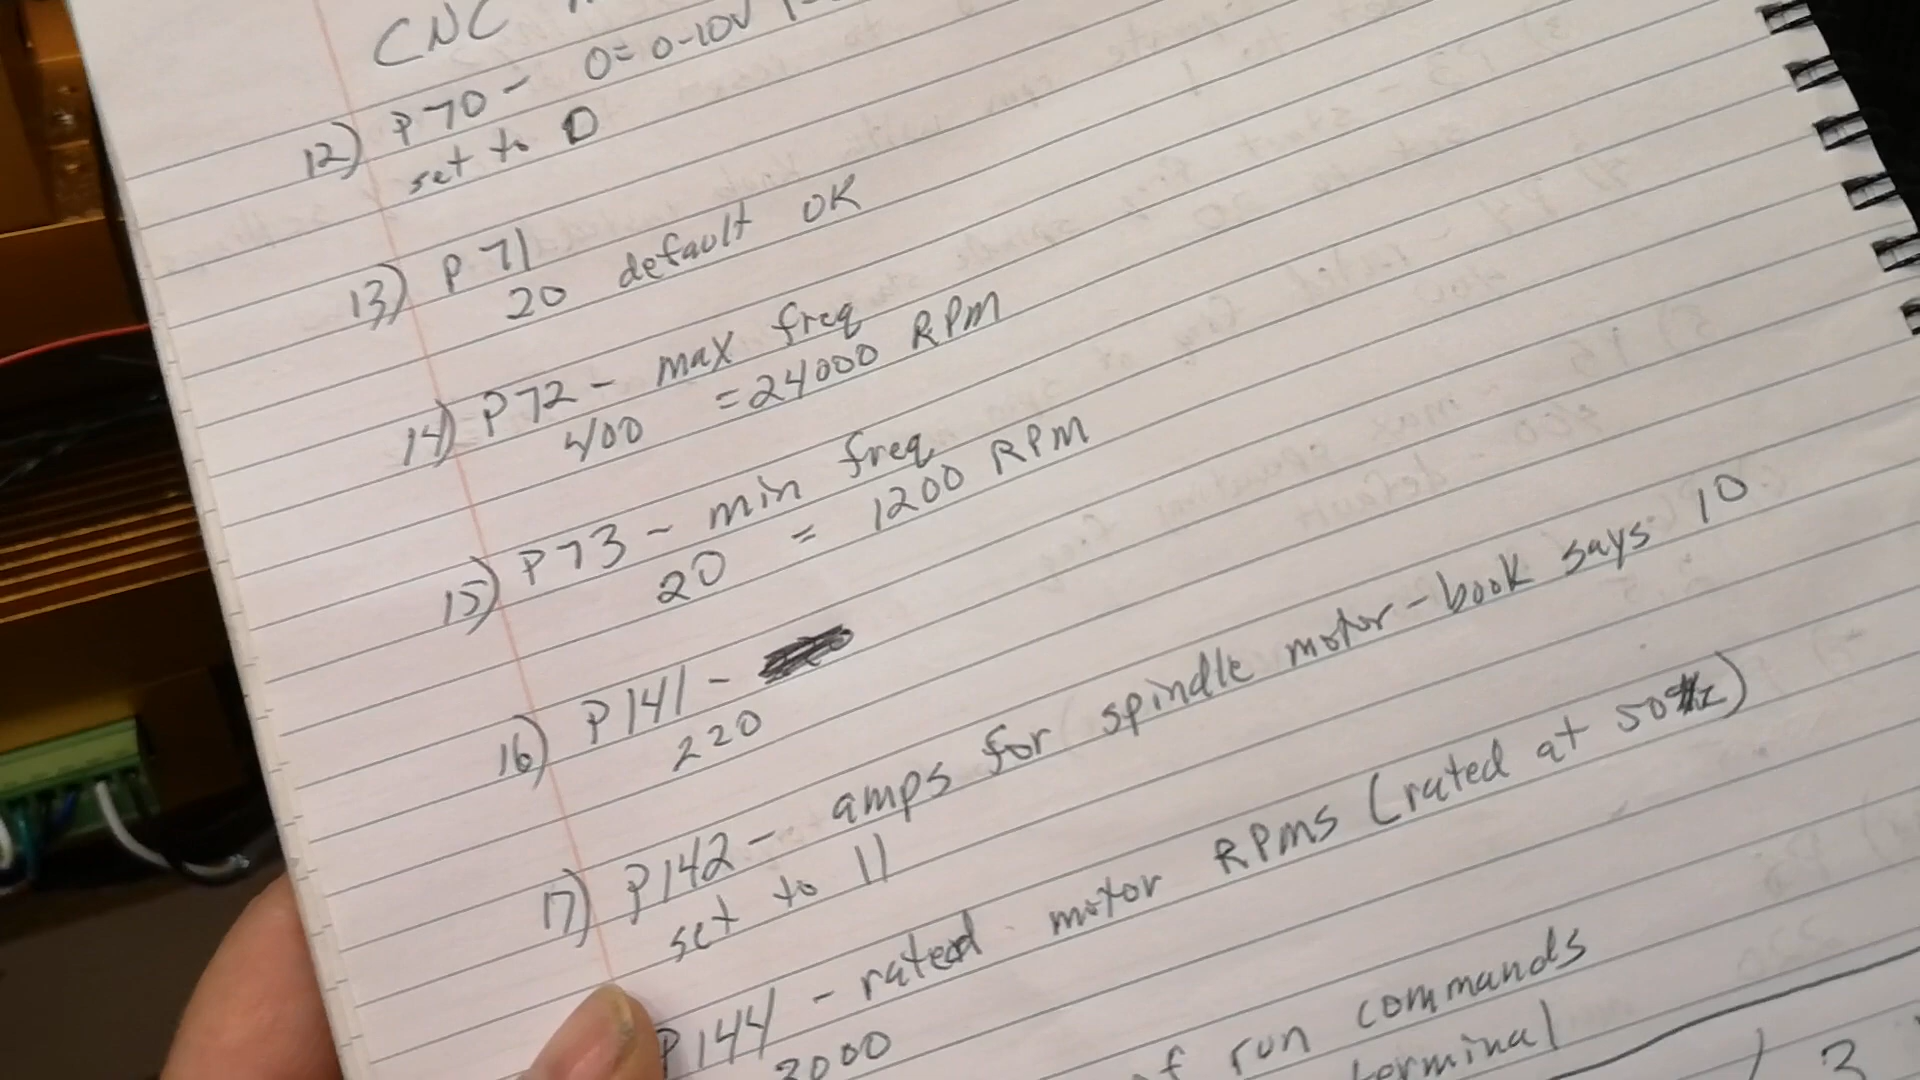 CNC
12) P70 - 0=0-10V
set to 0
13) P71
20 default OK
14) P72 - max freq
400 =24000 RPM
15) P73 - min freq
20 = 1200 RPM
16) P141 -
220
17) P142 - amps for spindle motor - book says 10
set to 11
P144 - rated motor RPMs (rated at 50Hz)
3000
of run commands
terminal
3